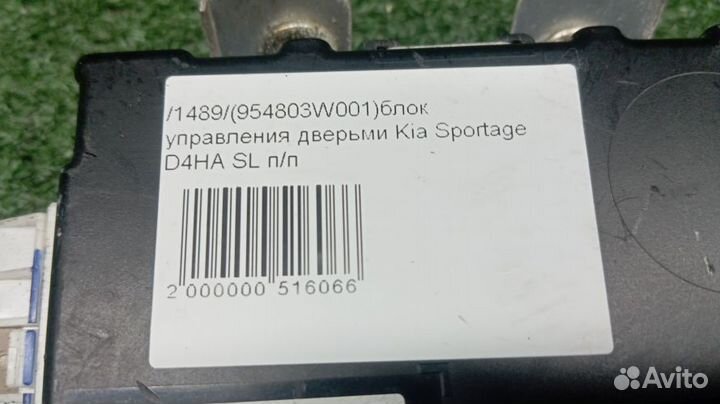 /1489/(954803W001)блок
управления дверьми Kia Sportage
D4HA SL п/п
2 000000 516066
Avito